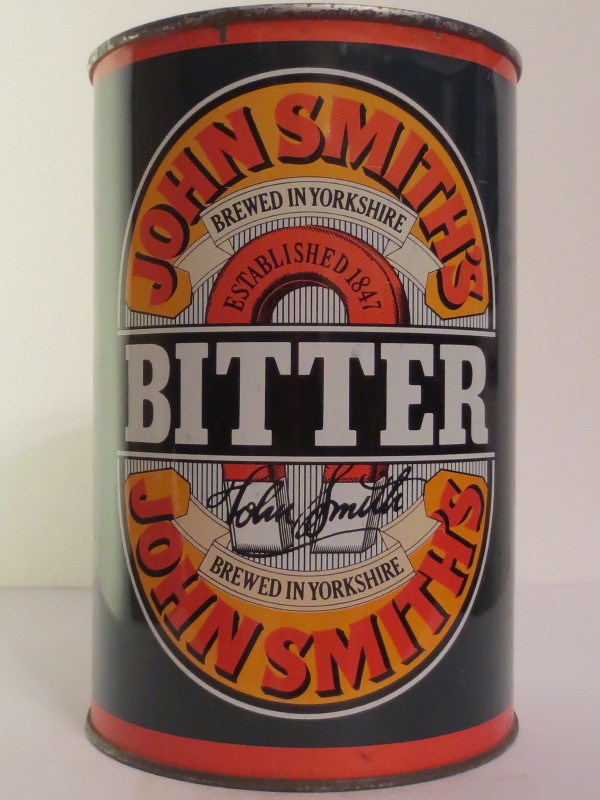 JOHN SMITH'S
BREWED IN YORKSHIRE
ESTABLISHED 1847
BITTER
John Smith
BREWED IN YORKSHIRE
JOHN SMITH'S